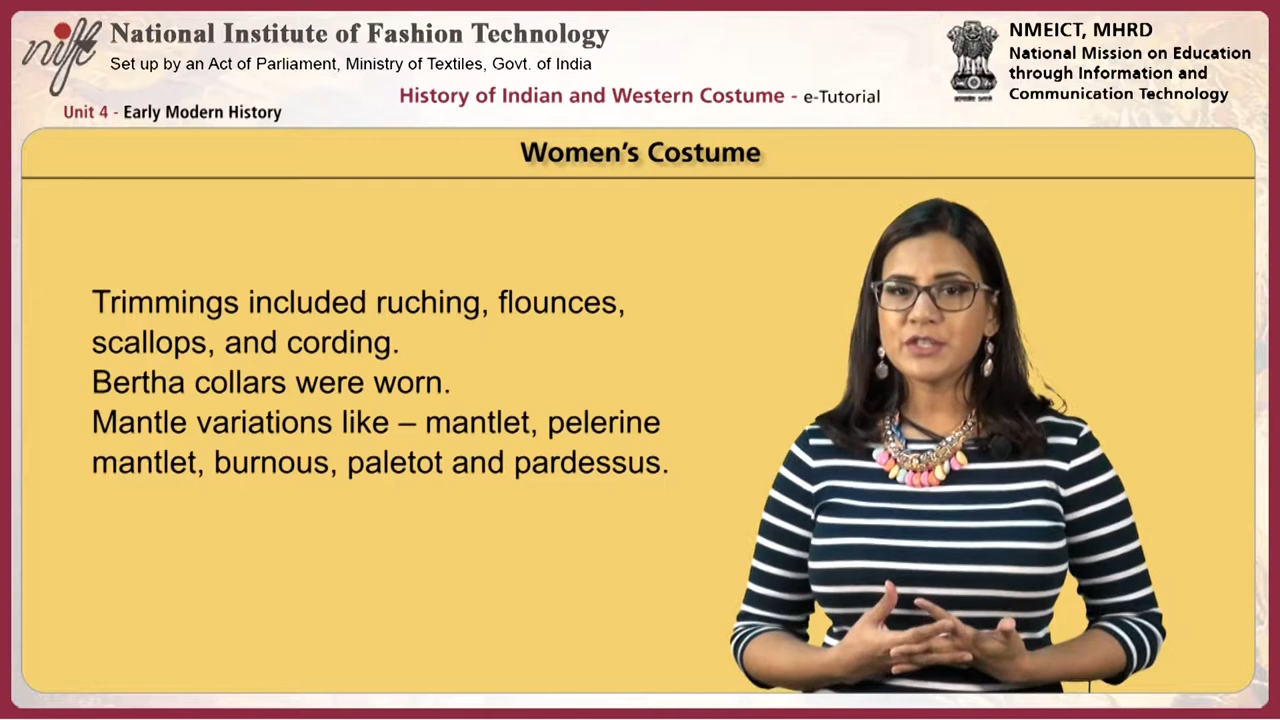 nift
National Institute of Fashion Technology
Set up by an Act of Parliament, Ministry of Textiles, Govt. of India
NMEICT, MHRD
National Mission on Education
through Information and
Communication Technology
History of Indian and Western Costume - e-Tutorial
Unit 4 - Early Modern History
Women's Costume
Trimmings included ruching, flounces,
scallops, and cording.
Bertha collars were worn.
Mantle variations like – mantlet, pelerine
mantlet, burnous, paletot and pardessus.